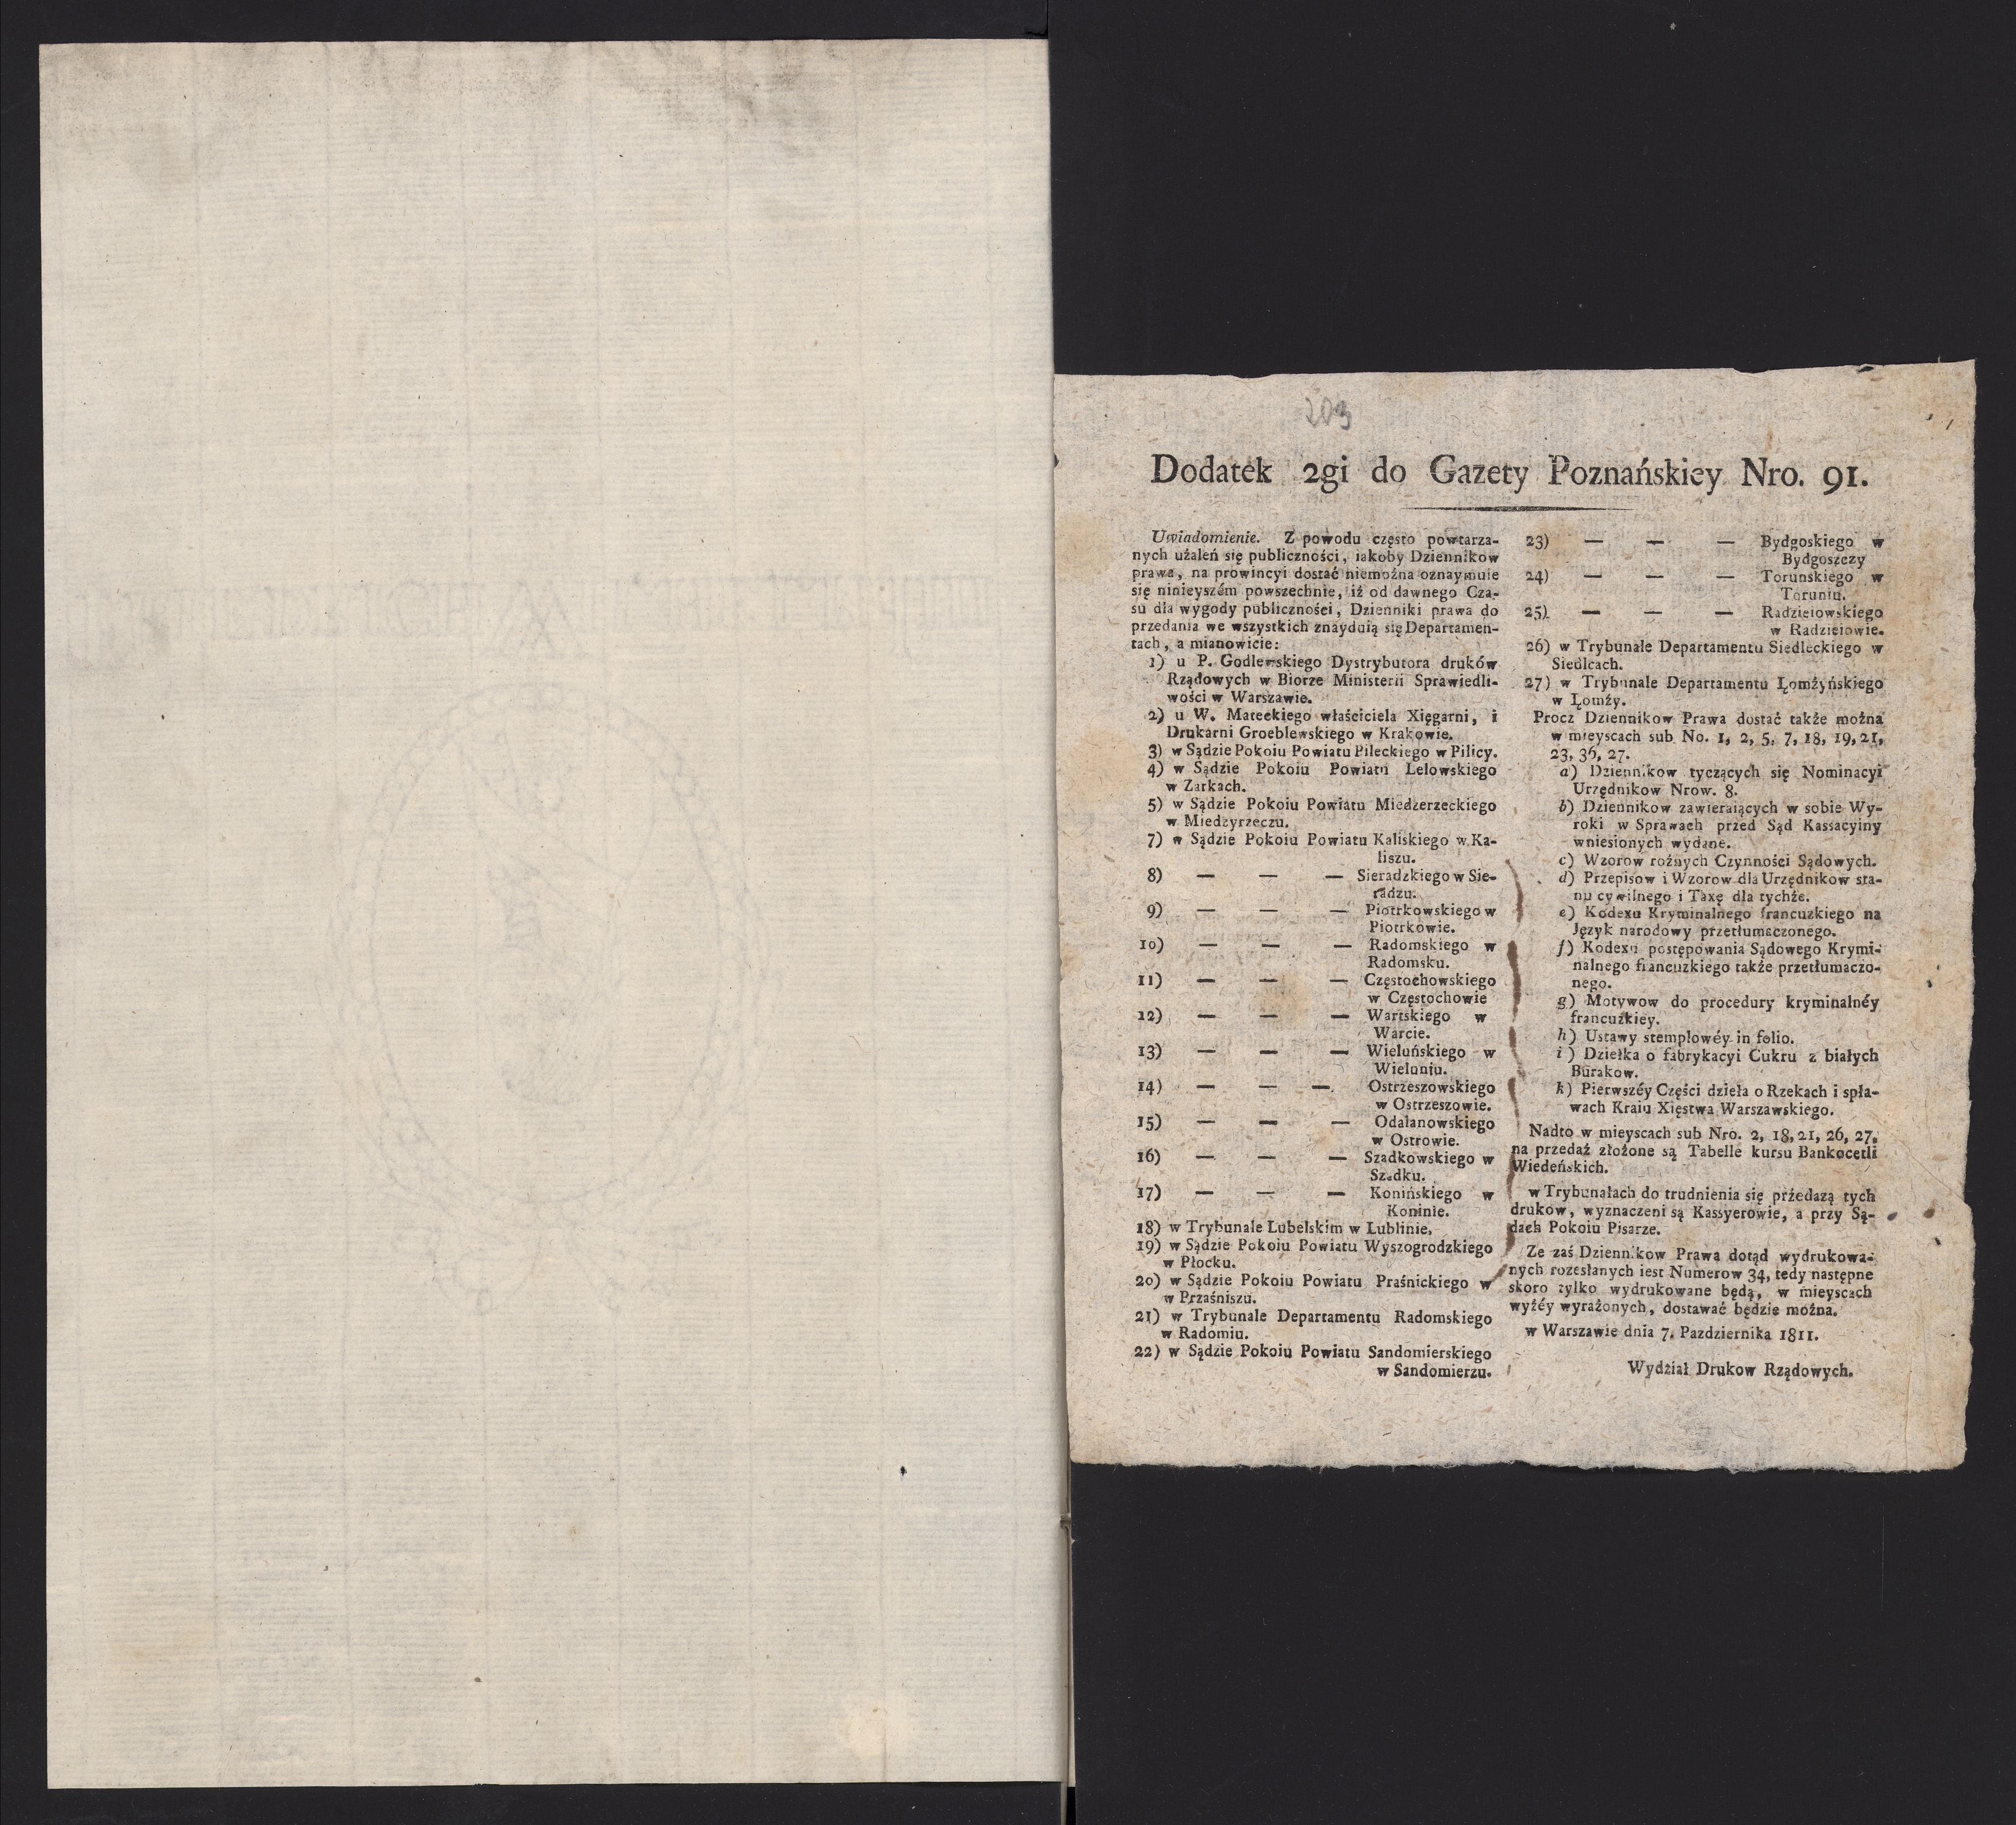 203
Dodatek 2gi do Gazety Poznańskiey Nro. 91.
Uwiadomienie. Z powodu często powtarza-
nych użaleń się publiczności, iakoby Dziennikow
prawa, na prowincyi dostać niemożna oznaymuie
się ninieyszém powszechnie, iż od dawnego Cza-
su dla wygody publiczności, Dzienniki prawa do
przedania we wszystkich znayduią się Departamen-
tach, a mianowicie:
1) u P. Godlewskiego Dystrybutora druków
Rządowych w Biorze Ministerii Sprawiedli-
wości w Warszawie.
2) u W. Mateckiego właściciela Xięgarni, i
Drukarni Groeblewskiego w Krakowie.
3) w Sądzie Pokoiu Powiatu Pileckiego w Pilicy.
4) w Sądzie Pokoiu Powiatu Lelowskiego
w Zarkach.
5) w Sądzie Pokoiu Powiatu Miedzerzeckiego
w Miedzyrzeczu.
7) w Sądzie Pokoiu Powiatu Kaliskiego w Ka-
liszu.
8) — — — Sieradzkiego w Sie-
radzu.
9) — — — Piotrkowskiego w
Piotrkowie.
10) — — — Radomskiego w
Radomsku.
11) — — — Częstochowskiego
w Częstochowie
12) — — — Wartskiego w
Warcie.
13) — — — Wieluńskiego w
Wieluniu.
14) — — — Ostrzeszowskiego
w Ostrzeszowie.
15) — — — Odalanowskiego
w Ostrowie.
16) — — — Szadkowskiego w
Szadku.
17) — — — Konińskiego w
Koninie.
18) w Trybunale Lubelskim w Lublinie,
19) w Sądzie Pokoiu Powiatu Wyszogrodzkiego
w Płocku.
20) w Sądzie Pokoiu Powiatu Praśnickiego w
w Przaśniszu.
21) w Trybunale Departamentu Radomskiego
w Radomiu.
22) w Sądzie Pokoiu Powiatu Sandomierskiego
w Sandomierzu.
23) — — — Bydgoskiego w
Bydgoszczy
24) — — — Torunskiego w
Toruniu.
25) — — — Radzieiowskiego
w Radzieiowie.
26) w Trybunale Departamentu Siedleckiego w
Siedlcach.
27) w Trybunale Departamentu Łomżyńskiego
w Łomży.
Procz Dziennikow Prawa dostać także można
w mieyscach sub No. 1, 2, 5, 7, 18, 19, 21,
23, 36, 27.
a) Dziennikow tyczących się Nominacyi
Urzędnikow Nrow. 8.
b) Dziennikow zawieraiących w sobie Wy-
roki w Sprawach przed Sąd Kassacyiny
wniesionych wydane.
c) Wzorow rożnych Czynności Sądowych.
d) Przepisow i Wzorow dla Urzędnikow sta-
nu cywilnego i Taxę dla tychże.
e) Kodexu Kryminalnego francuzkiego na
Język narodowy przetłumaczonego.
f) Kodexu postępowania Sądowego Krymi-
nalnego francuzkiego także przetłumaczo-
nego.
g) Motywow do procedury kryminalnéy
francuzkiey.
h) Ustawy stemplowéy in folio.
i) Dziełka o fabrykacyi Cukru z białych
Burakow.
k) Pierwszéy Części dzieła o Rzekach i spła-
wach Kraiu Xięstwa Warszawskiego.
Nadto w mieyscach sub Nro. 2, 18, 21, 26, 27,
na przedaż złożone są Tabelle kursu Bankocetli
Wiedeńskich.
w Trybunałach do trudnienia się przedazą tych
drukow, wyznaczeni są Kassyerowie, a przy Są-
dach Pokoiu Pisarze.
Ze zaś Dziennikow Prawa dotąd wydrukowa-
nych rozesłanych iest Numerow 34, tedy następne
skoro tylko wydrukowane będą, w mieyscach
wyżéy wyrażonych, dostawać będzie można.
w Warszawie dnia 7. Pazdziernika 1811.
Wydział Drukow Rządowych.